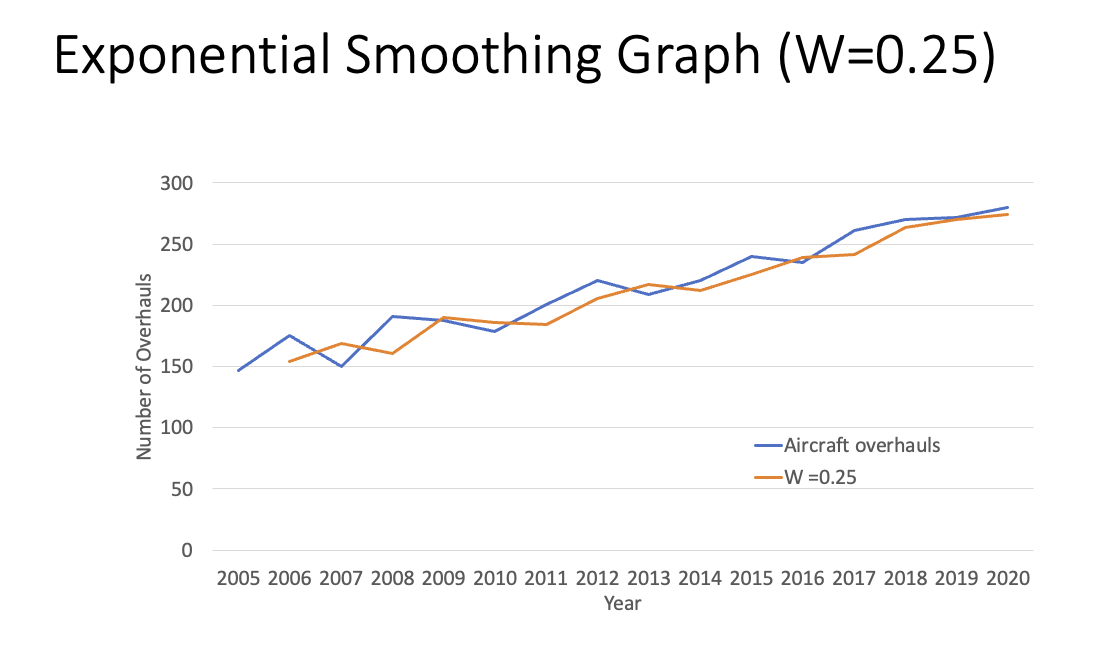 Exponential Smoothing Graph (W=0.25)
300
250
200
150
100
50
0
Number of Overhauls
Aircraft overhauls
W =0.25
2005 2006 2007 2008 2009 2010 2011 2012 2013 2014 2015 2016 2017 2018 2019 2020
Year